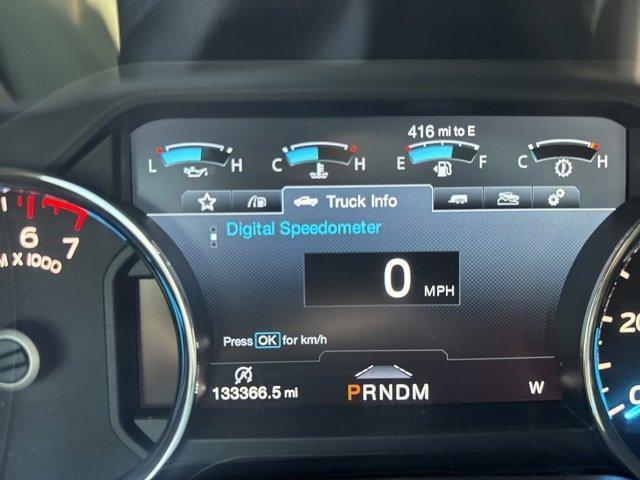 416 mi to E
L H C H E F C H
Truck Info
Digital Speedometer
6
7
X 1000
0 MPH
Press OK for km/h
133366.5 mi
PRNDM
W
20
0